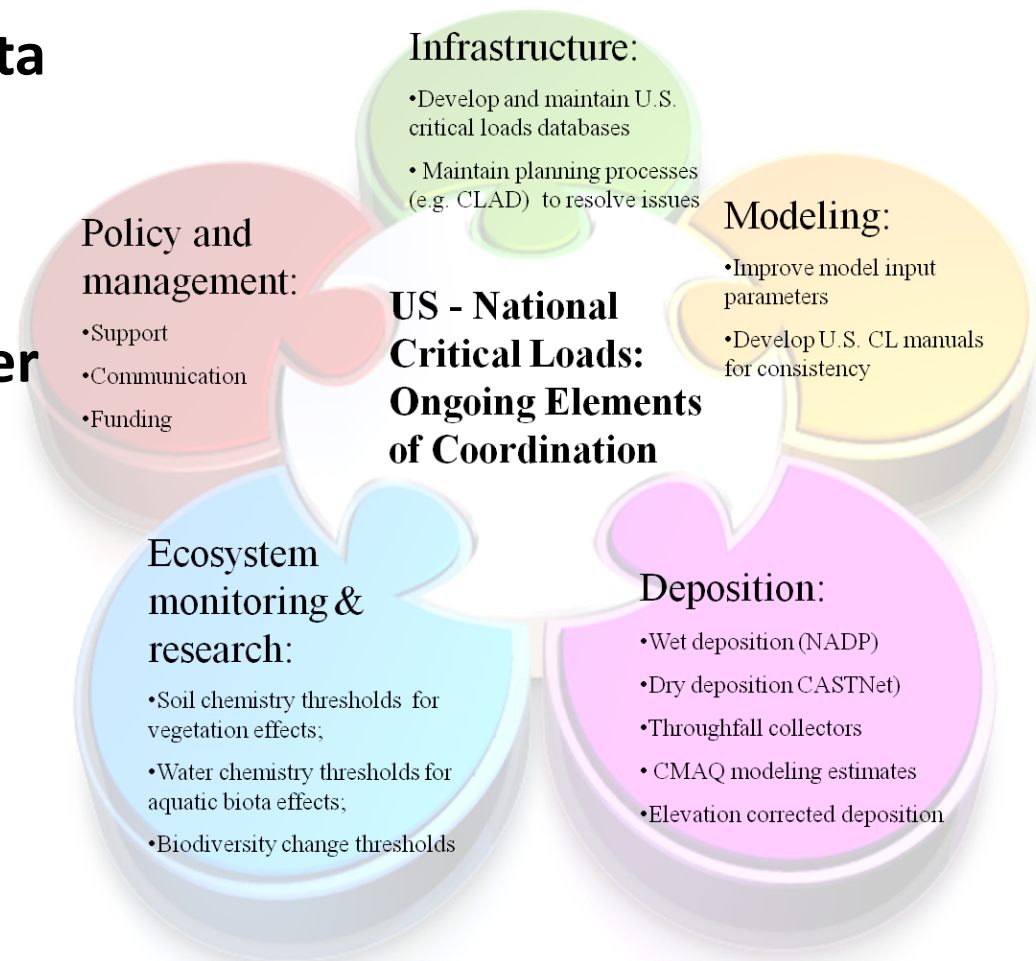 ta
er
Infrastructure:
•Develop and maintain U.S.
critical loads databases
• Maintain planning processes
(e.g. CLAD) to resolve issues
Policy and
management:
•Support
•Communication
•Funding
Modeling:
•Improve model input
parameters
•Develop U.S. CL manuals
for consistency
US - National
Critical Loads:
Ongoing Elements
of Coordination
Ecosystem
monitoring &
research:
•Soil chemistry thresholds for
vegetation effects;
•Water chemistry thresholds for
aquatic biota effects;
•Biodiversity change thresholds
Deposition:
•Wet deposition (NADP)
•Dry deposition CASTNet)
•Throughfall collectors
• CMAQ modeling estimates
•Elevation corrected deposition